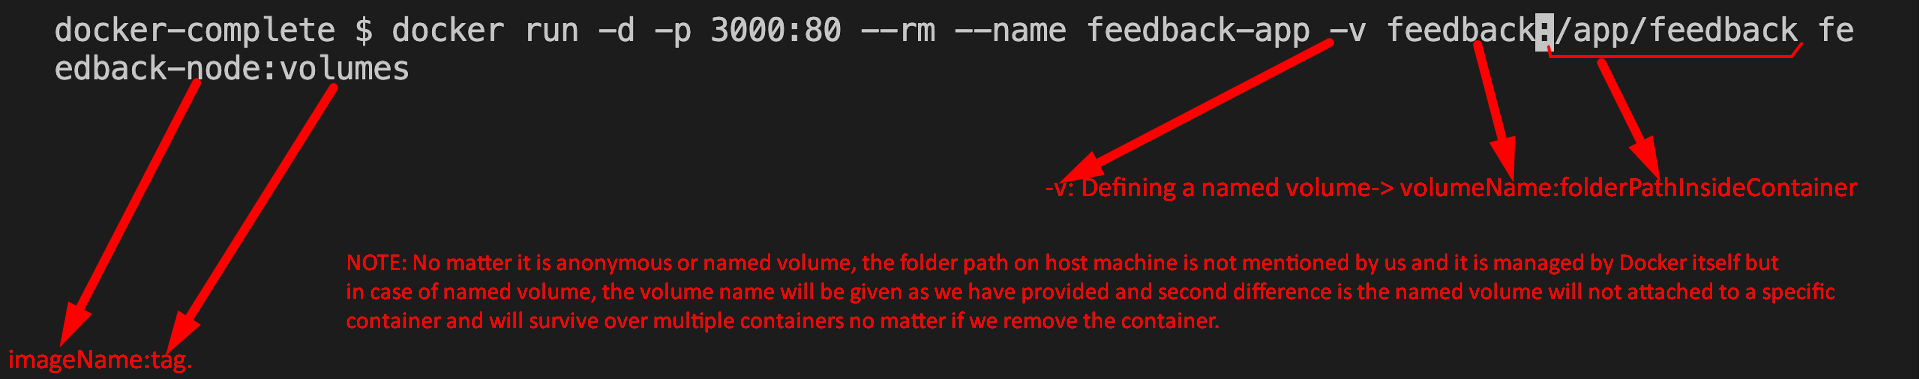 docker-complete $ docker run -d -p 3000:80 --rm --name feedback-app -v feedback:/app/feedback fe
edback-node:volumes
-v: Defining a named volume-> volumeName:folderPathInsideContainer
NOTE: No matter it is anonymous or named volume, the folder path on host machine is not mentioned by us and it is managed by Docker itself but
in case of named volume, the volume name will be given as we have provided and second difference is the named volume will not attached to a specific
container and will survive over multiple containers no matter if we remove the container.
imageName:tag.